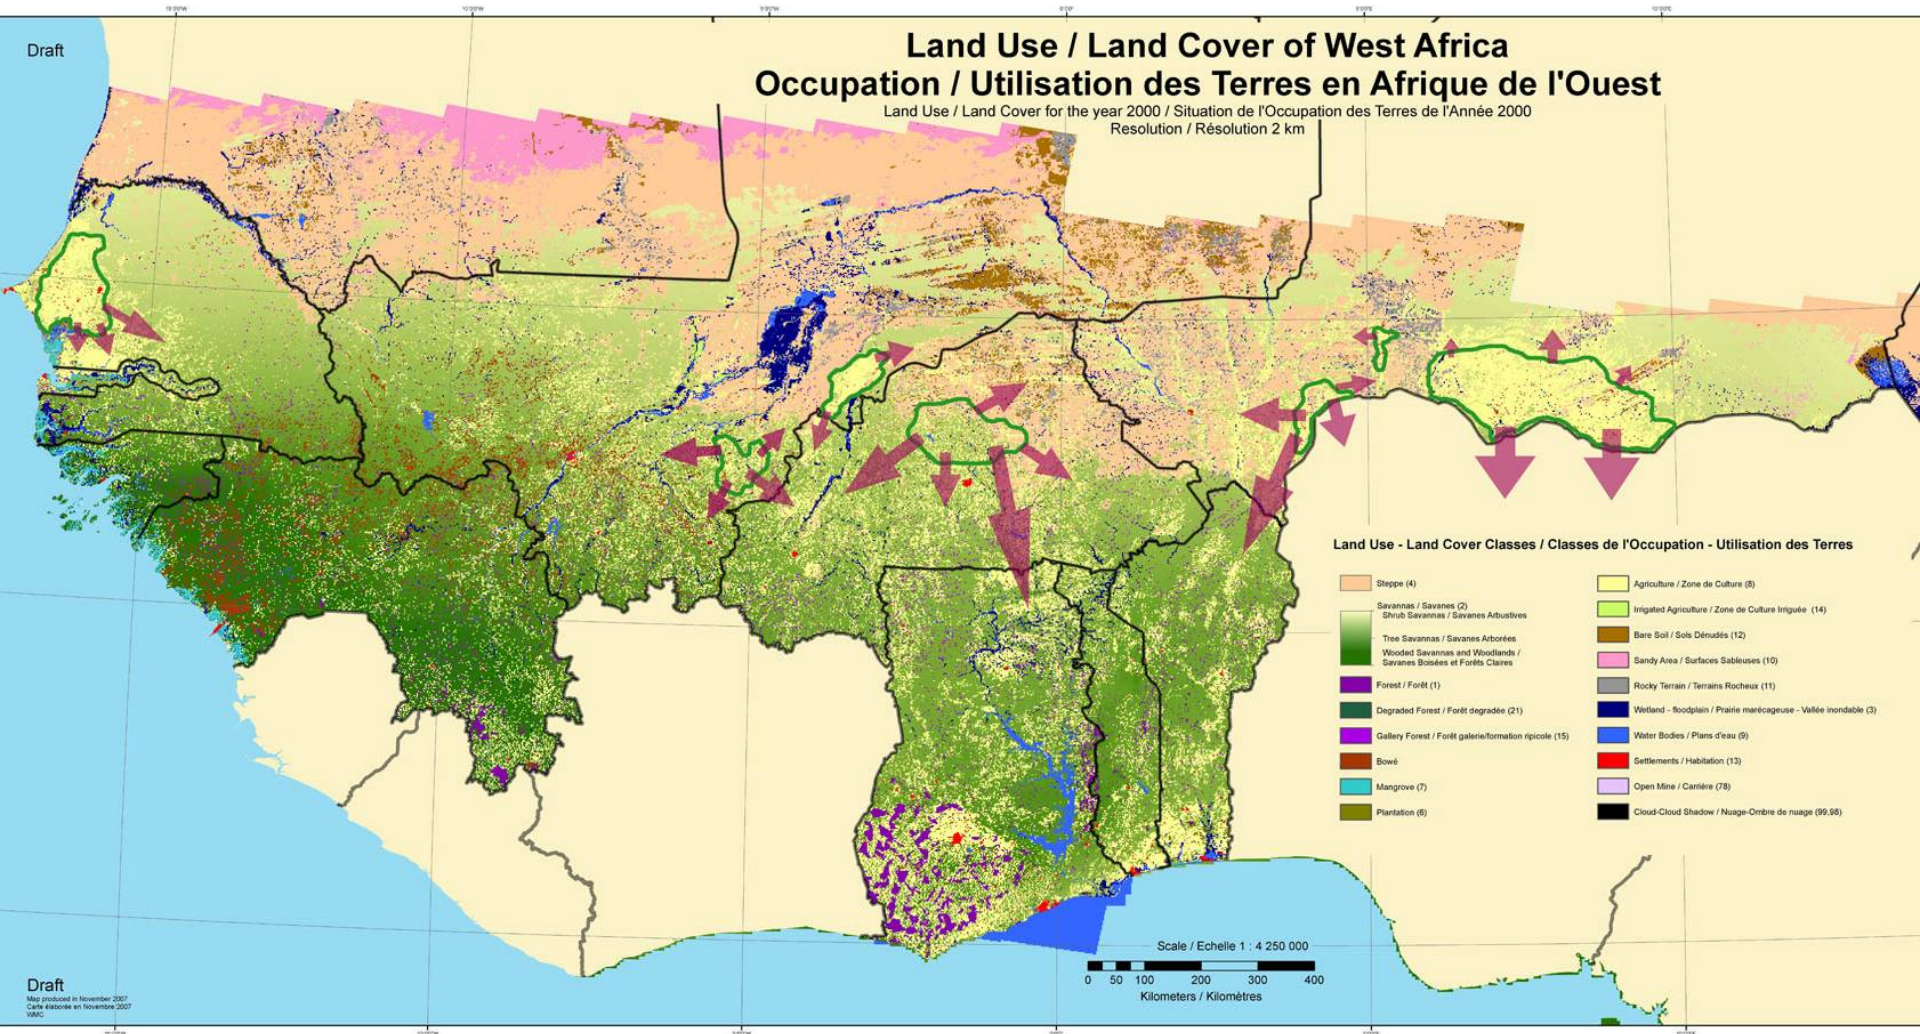 Draft
Land Use / Land Cover of West Africa
Occupation / Utilisation des Terres en Afrique de l'Ouest
Land Use / Land Cover for the year 2000 / Situation de l'Occupation des Terres de l'Année 2000
Resolution / Résolution 2 km
Land Use - Land Cover Classes / Classes de l'Occupation - Utilisation des Terres
Steppe (4)
Savannas / Savanes (2)
Shrub Savannas / Savanes Arbustives
Tree Savannas / Savanes Arborées
Wooded Savannas and Woodlands /
Savanes Boisées et Forêts Claires
Forest / Forêt (1)
Degraded Forest / Forêt degradée (21)
Gallery Forest / Forêt galerie/formation ripicole (15)
Bowé
Mangrove (7)
Plantation (6)
Agriculture / Zone de Culture (8)
Irrigated Agriculture / Zone de Culture Irriguée (14)
Bare Soil / Sols Dénudés (12)
Sandy Area / Surfaces Sableuses (10)
Rocky Terrain / Terrains Rocheux (11)
Wetland - floodplain / Prairie marécageuse - Vallée inondable (3)
Water Bodies / Plans d'eau (9)
Settlements / Habitation (13)
Open Mine / Carrière (78)
Cloud-Cloud Shadow / Nuage-Ombre de nuage (99,98)
Scale / Echelle 1 : 4 250 000
0 50 100 200 300 400
Kilometers / Kilomètres
Draft
Map produced in November 2007
Carte élaborée en Novembre 2007
WMC